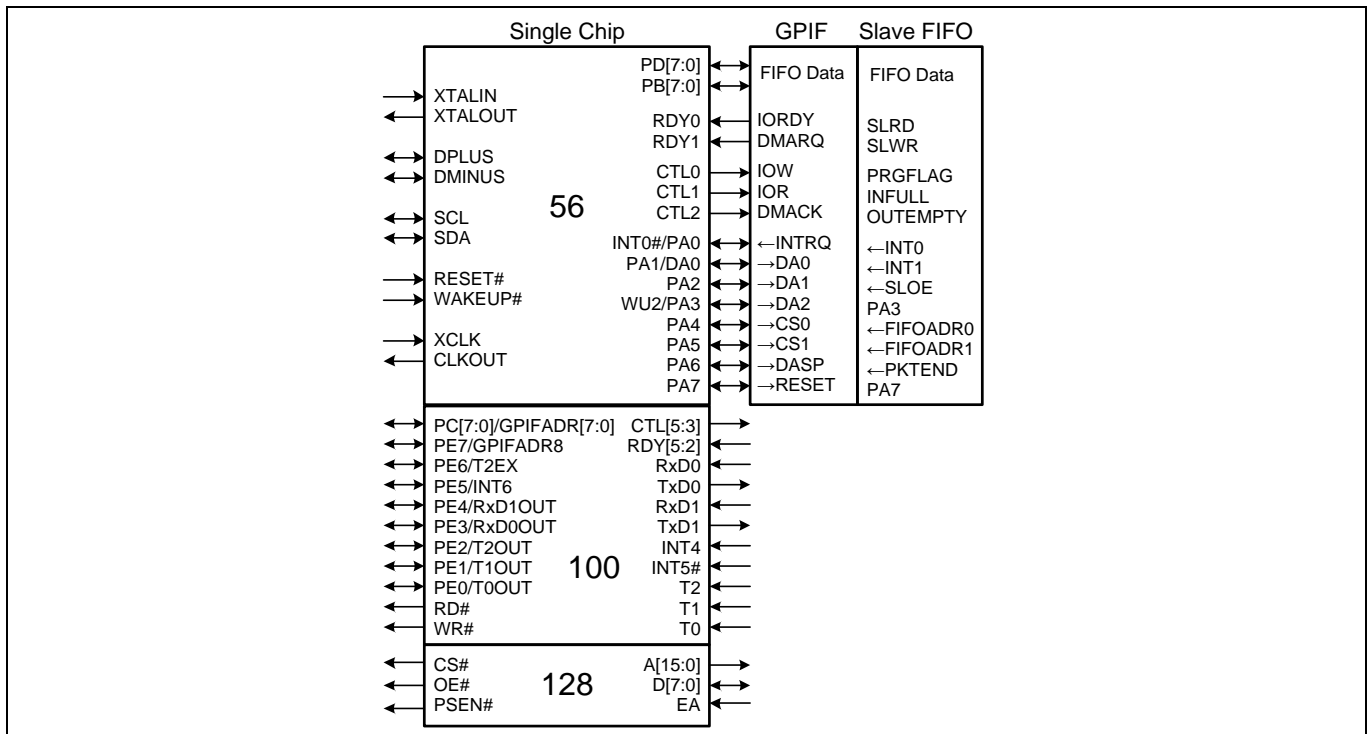 Single Chip GPIF Slave FIFO
PD[7:0] FIFO Data FIFO Data
PB[7:0]
XTALIN
XTALOUT
RDY0 IORDY SLRD
RDY1 DMARQ SLWR
DPLUS
DMINUS
CTL0 IOW PRGFLAG
CTL1 IOR INFULL
CTL2 DMACK OUTEMPTY
56
SCL
SDA
INT0#/PA0 ←INTRQ ←INT0
PA1/DA0 →DA0 ←INT1
PA2 →DA1 ←SLOE
WU2/PA3 →DA2 PA3
PA4 →CS0 ←FIFOADR0
PA5 →CS1 ←FIFOADR1
PA6 →DASP ←PKTEND
PA7 →RESET PA7
RESET#
WAKEUP#
XCLK
CLKOUT
PC[7:0]/GPIFADR[7:0] CTL[5:3]
PE7/GPIFADR8 RDY[5:2]
PE6/T2EX RxD0
PE5/INT6 TxD0
PE4/RxD1OUT RxD1
PE3/RxD0OUT TxD1
PE2/T2OUT INT4
PE1/T1OUT 100 INT5#
PE0/T0OUT T2
RD# T1
WR# T0
CS# A[15:0]
OE# 128 D[7:0]
PSEN# EA